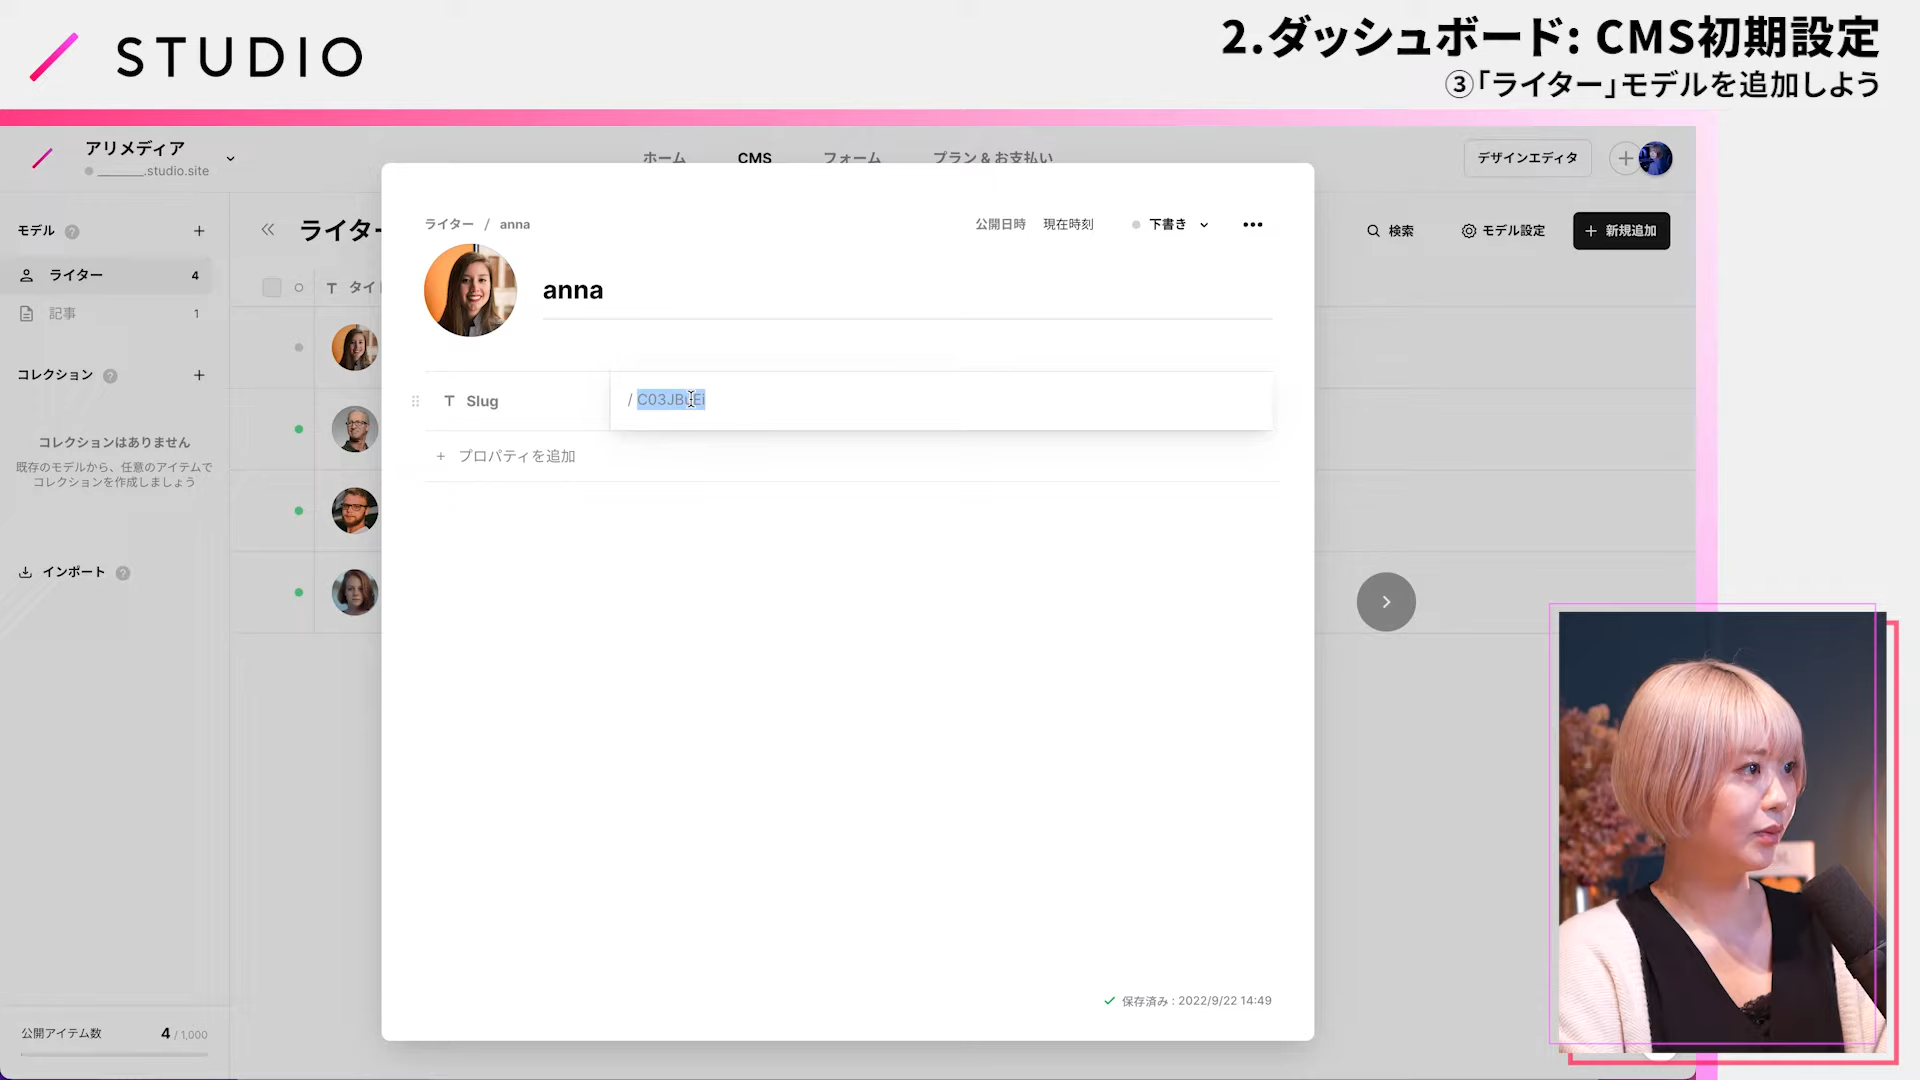 STUDIO
2.ダッシュボード: CMS初期設定
③「ライター」モデルを追加しよう
アリメディア
_______.studio.site
ホーム
CMS
フォーム
プラン & お支払い
デザインエディタ
モデル
ライター 4
記事 1
コレクション
コレクションはありません
既存のモデルから、任意のアイテムで
コレクションを作成しましょう
インポート
公開アイテム数 4 / 1,000
ライター
検索
モデル設定
新規追加
T タイ
ライター / anna
公開日時 現在時刻
下書き
anna
T Slug
/ C03JBuEi
+ プロパティを追加
保存済み : 2022/9/22 14:49